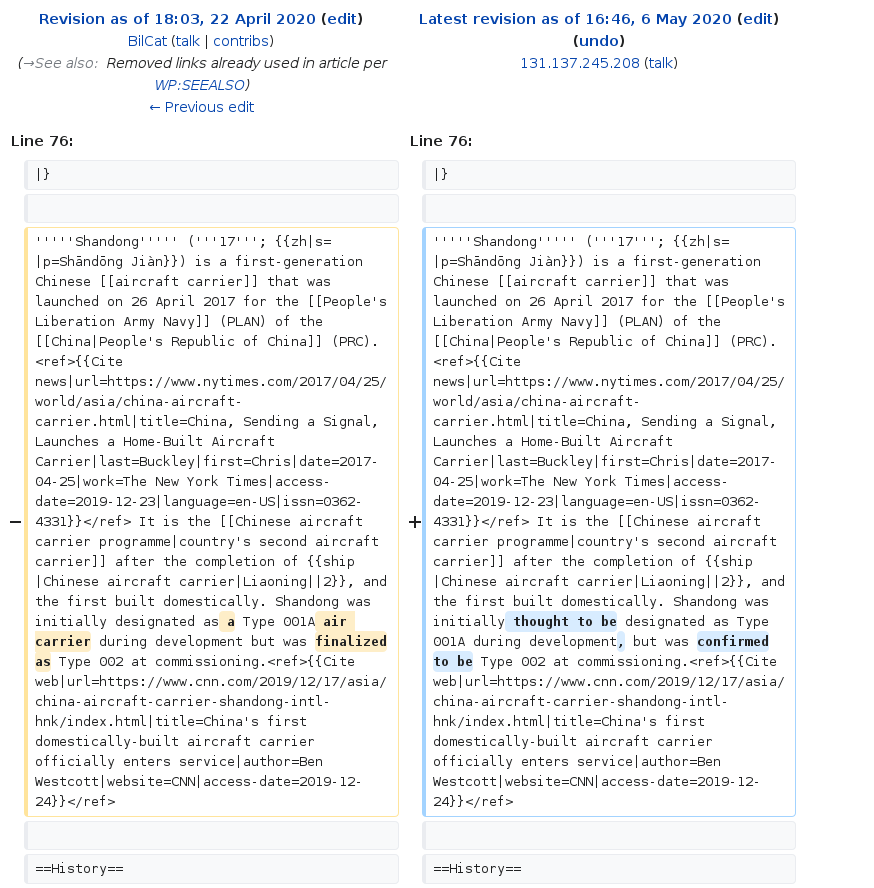 Revision as of 18:03, 22 April 2020 (edit)
BilCat (talk | contribs)
(→See also: Removed links already used in article per
WP:SEEALSO)
← Previous edit
Latest revision as of 16:46, 6 May 2020 (edit)
(undo)
131.137.245.208 (talk)
Line 76:
Line 76:
|}
|}
−
'''''Shandong''''' ('''17'''; {{zh|s=
|p=Shāndōng Jiàn}}) is a first-generation
Chinese [[aircraft carrier]] that was
launched on 26 April 2017 for the [[People's
Liberation Army Navy]] (PLAN) of the
[[China|People's Republic of China]] (PRC).
<ref>{{Cite
news|url=https://www.nytimes.com/2017/04/25/
world/asia/china-aircraft-
carrier.html|title=China, Sending a Signal,
Launches a Home-Built Aircraft
Carrier|last=Buckley|first=Chris|date=2017-
04-25|work=The New York Times|access-
date=2019-12-23|language=en-US|issn=0362-
4331}}</ref> It is the [[Chinese aircraft
carrier programme|country's second aircraft
carrier]] after the completion of {{ship
|Chinese aircraft carrier|Liaoning||2}}, and
the first built domestically. Shandong was
initially designated as a Type 001A air
carrier during development but was finalized
as Type 002 at commissioning.<ref>{{Cite
web|url=https://www.cnn.com/2019/12/17/asia/
china-aircraft-carrier-shandong-intl-
hnk/index.html|title=China's first
domestically-built aircraft carrier
officially enters service|author=Ben
Westcott|website=CNN|access-date=2019-12-
24}}</ref>
+
'''''Shandong''''' ('''17'''; {{zh|s=
|p=Shāndōng Jiàn}}) is a first-generation
Chinese [[aircraft carrier]] that was
launched on 26 April 2017 for the [[People's
Liberation Army Navy]] (PLAN) of the
[[China|People's Republic of China]] (PRC).
<ref>{{Cite
news|url=https://www.nytimes.com/2017/04/25/
world/asia/china-aircraft-
carrier.html|title=China, Sending a Signal,
Launches a Home-Built Aircraft
Carrier|last=Buckley|first=Chris|date=2017-
04-25|work=The New York Times|access-
date=2019-12-23|language=en-US|issn=0362-
4331}}</ref> It is the [[Chinese aircraft
carrier programme|country's second aircraft
carrier]] after the completion of {{ship
|Chinese aircraft carrier|Liaoning||2}}, and
the first built domestically. Shandong was
initially thought to be designated as Type
001A during development, but was confirmed
to be Type 002 at commissioning.<ref>{{Cite
web|url=https://www.cnn.com/2019/12/17/asia/
china-aircraft-carrier-shandong-intl-
hnk/index.html|title=China's first
domestically-built aircraft carrier
officially enters service|author=Ben
Westcott|website=CNN|access-date=2019-12-
24}}</ref>
==History==
==History==